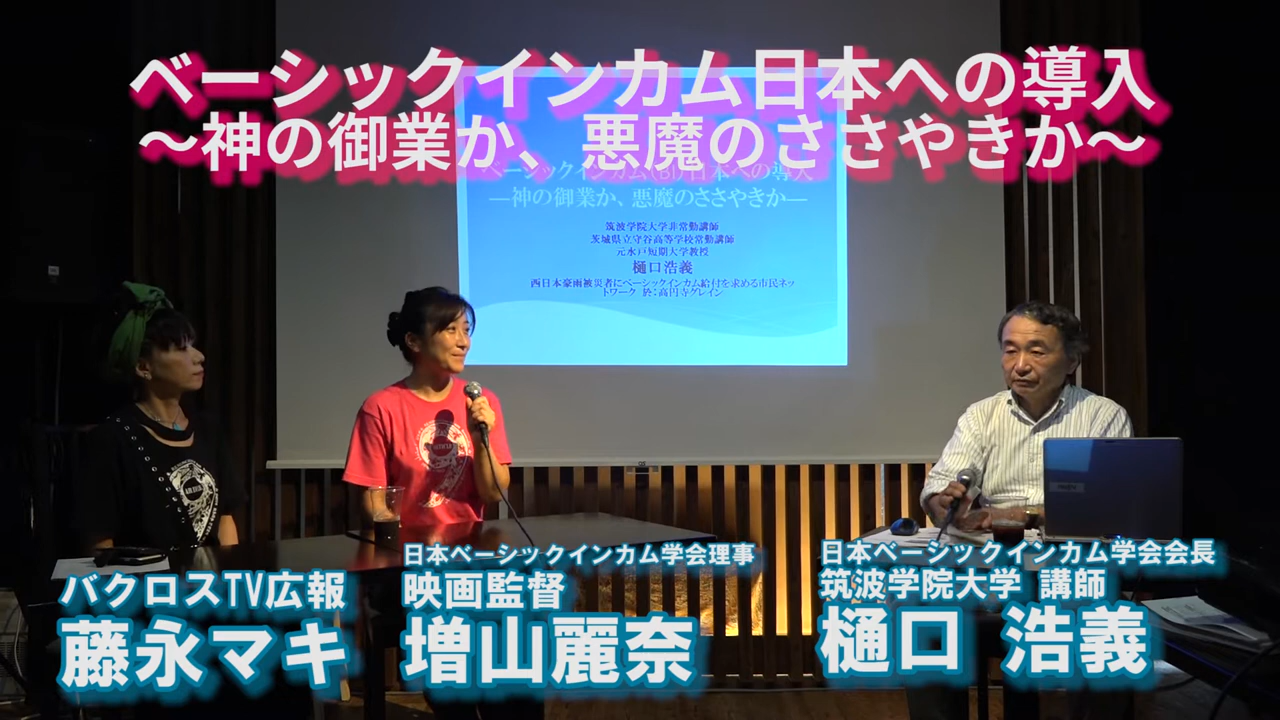 ベーシックインカム日本への導入
～神の御業か、悪魔のささやきか～
ベーシックインカム(BI)日本への導入
―神の御業か、悪魔のささやきか―
筑波学院大学非常勤講師
茨城県立守谷高等学校常勤講師
元水戸短期大学教授
樋口浩義
西日本豪雨被災者にベーシックインカム給付を求める市民ネッ
トワーク 於：高円寺グレイン
バクロスTV広報
藤永マキ
日本ベーシックインカム学会理事
映画監督
増山麗奈
日本ベーシックインカム学会会長
筑波学院大学 講師
樋口 浩義